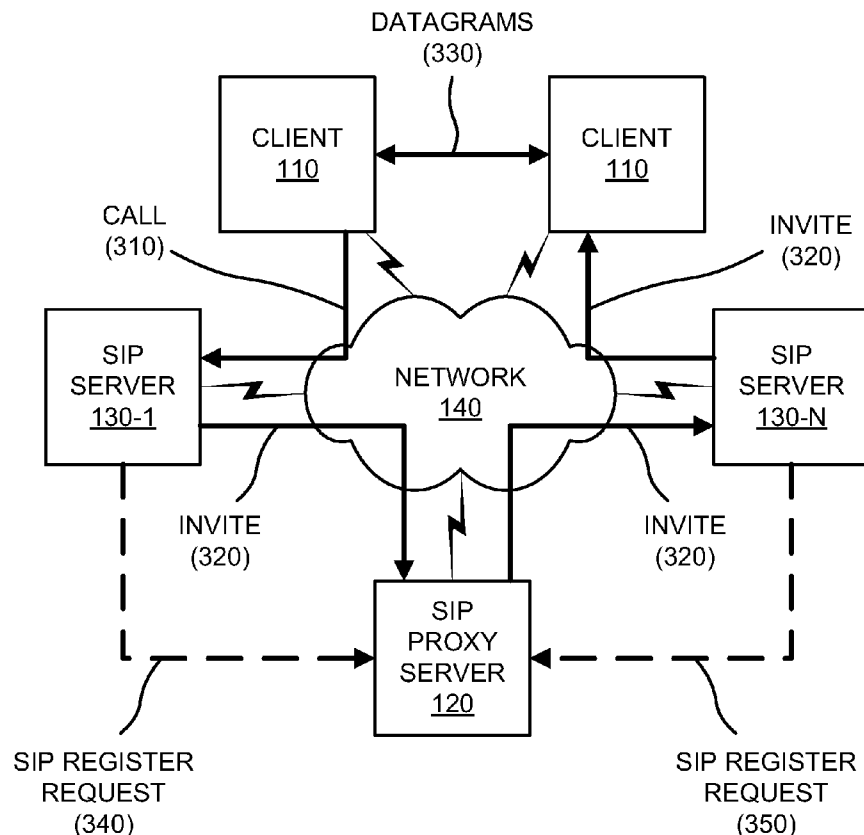 DATAGRAMS
(330)
CLIENT
110
CLIENT
110
CALL
(310)
INVITE
(320)
SIP
SERVER
130-1
NETWORK
140
SIP
SERVER
130-N
INVITE
(320)
INVITE
(320)
SIP
PROXY
SERVER
120
SIP REGISTER
REQUEST
(340)
SIP REGISTER
REQUEST
(350)